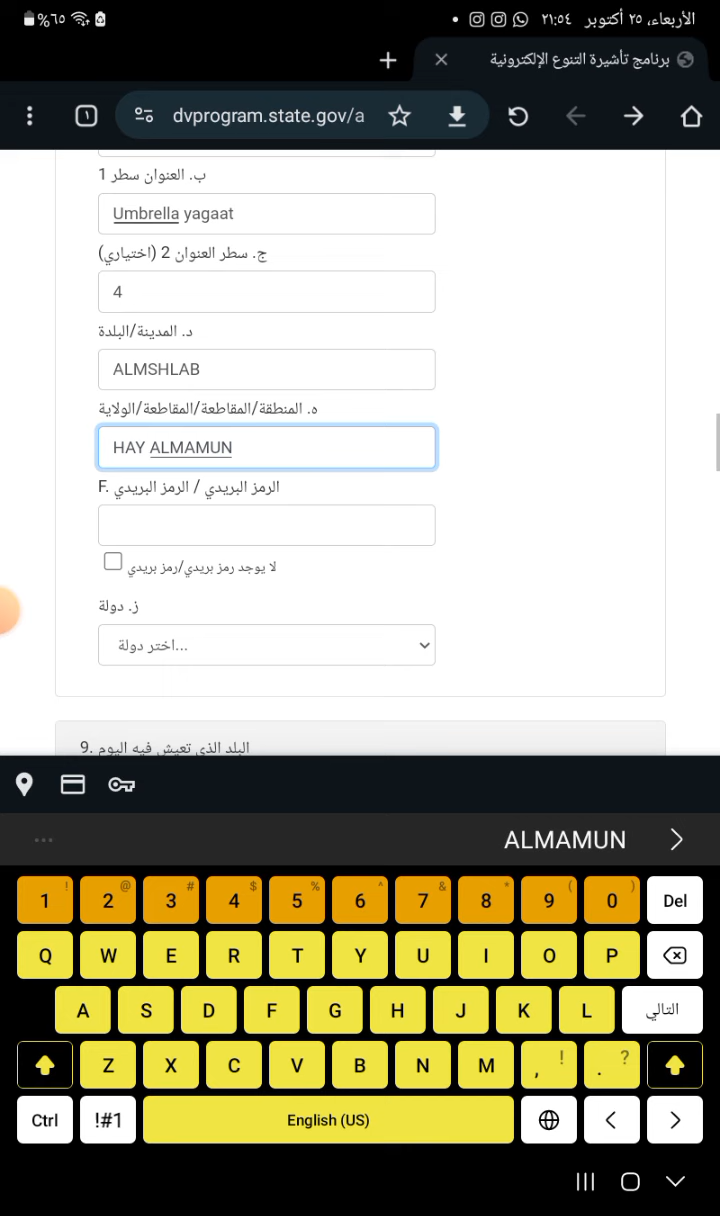 الأربعاء، ٢٥ أكتوبر ٢١:٥٤ %٦٥
برنامج تأشيرة التنوع الإلكترونية
dvprogram.state.gov/a
ب. العنوان سطر 1
Umbrella yagaat
ج. سطر العنوان 2 (اختياري)
4
د. المدينة/البلدة
ALMSHLAB
ه. المنطقة/المقاطعة/المقاطعة/الولاية
HAY ALMAMUN
F. الرمز البريدي / الرمز البريدي
لا يوجد رمز بريدي/رمز بريدي
ز. دولة
اختر دولة...
9. البلد الذي تعيش فيه اليوم
ALMAMUN
1 ! 2 @ 3 # 4 $ 5 % 6 ^ 7 & 8 * 9 ( 0 ) Del
Q W E R T Y U I O P
A S D F G H J K L التالي
Z X C V B N M , ! . ?
Ctrl !#1 English (US) < >